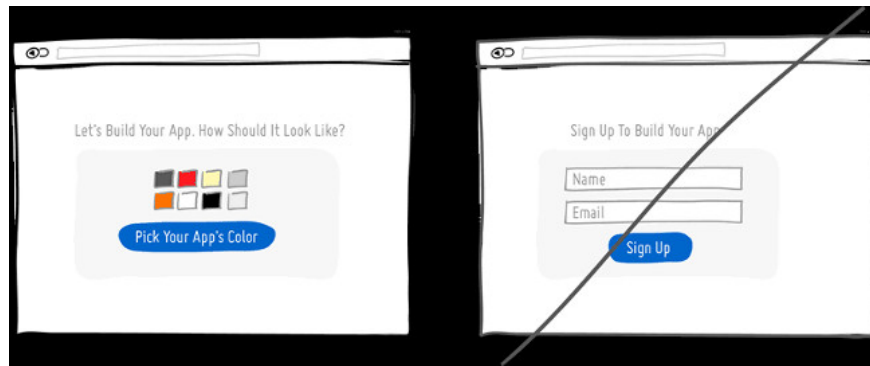 Let's Build Your App. How Should It Look Like?
Pick Your App's Color
Sign Up To Build Your App
Name
Email
Sign Up